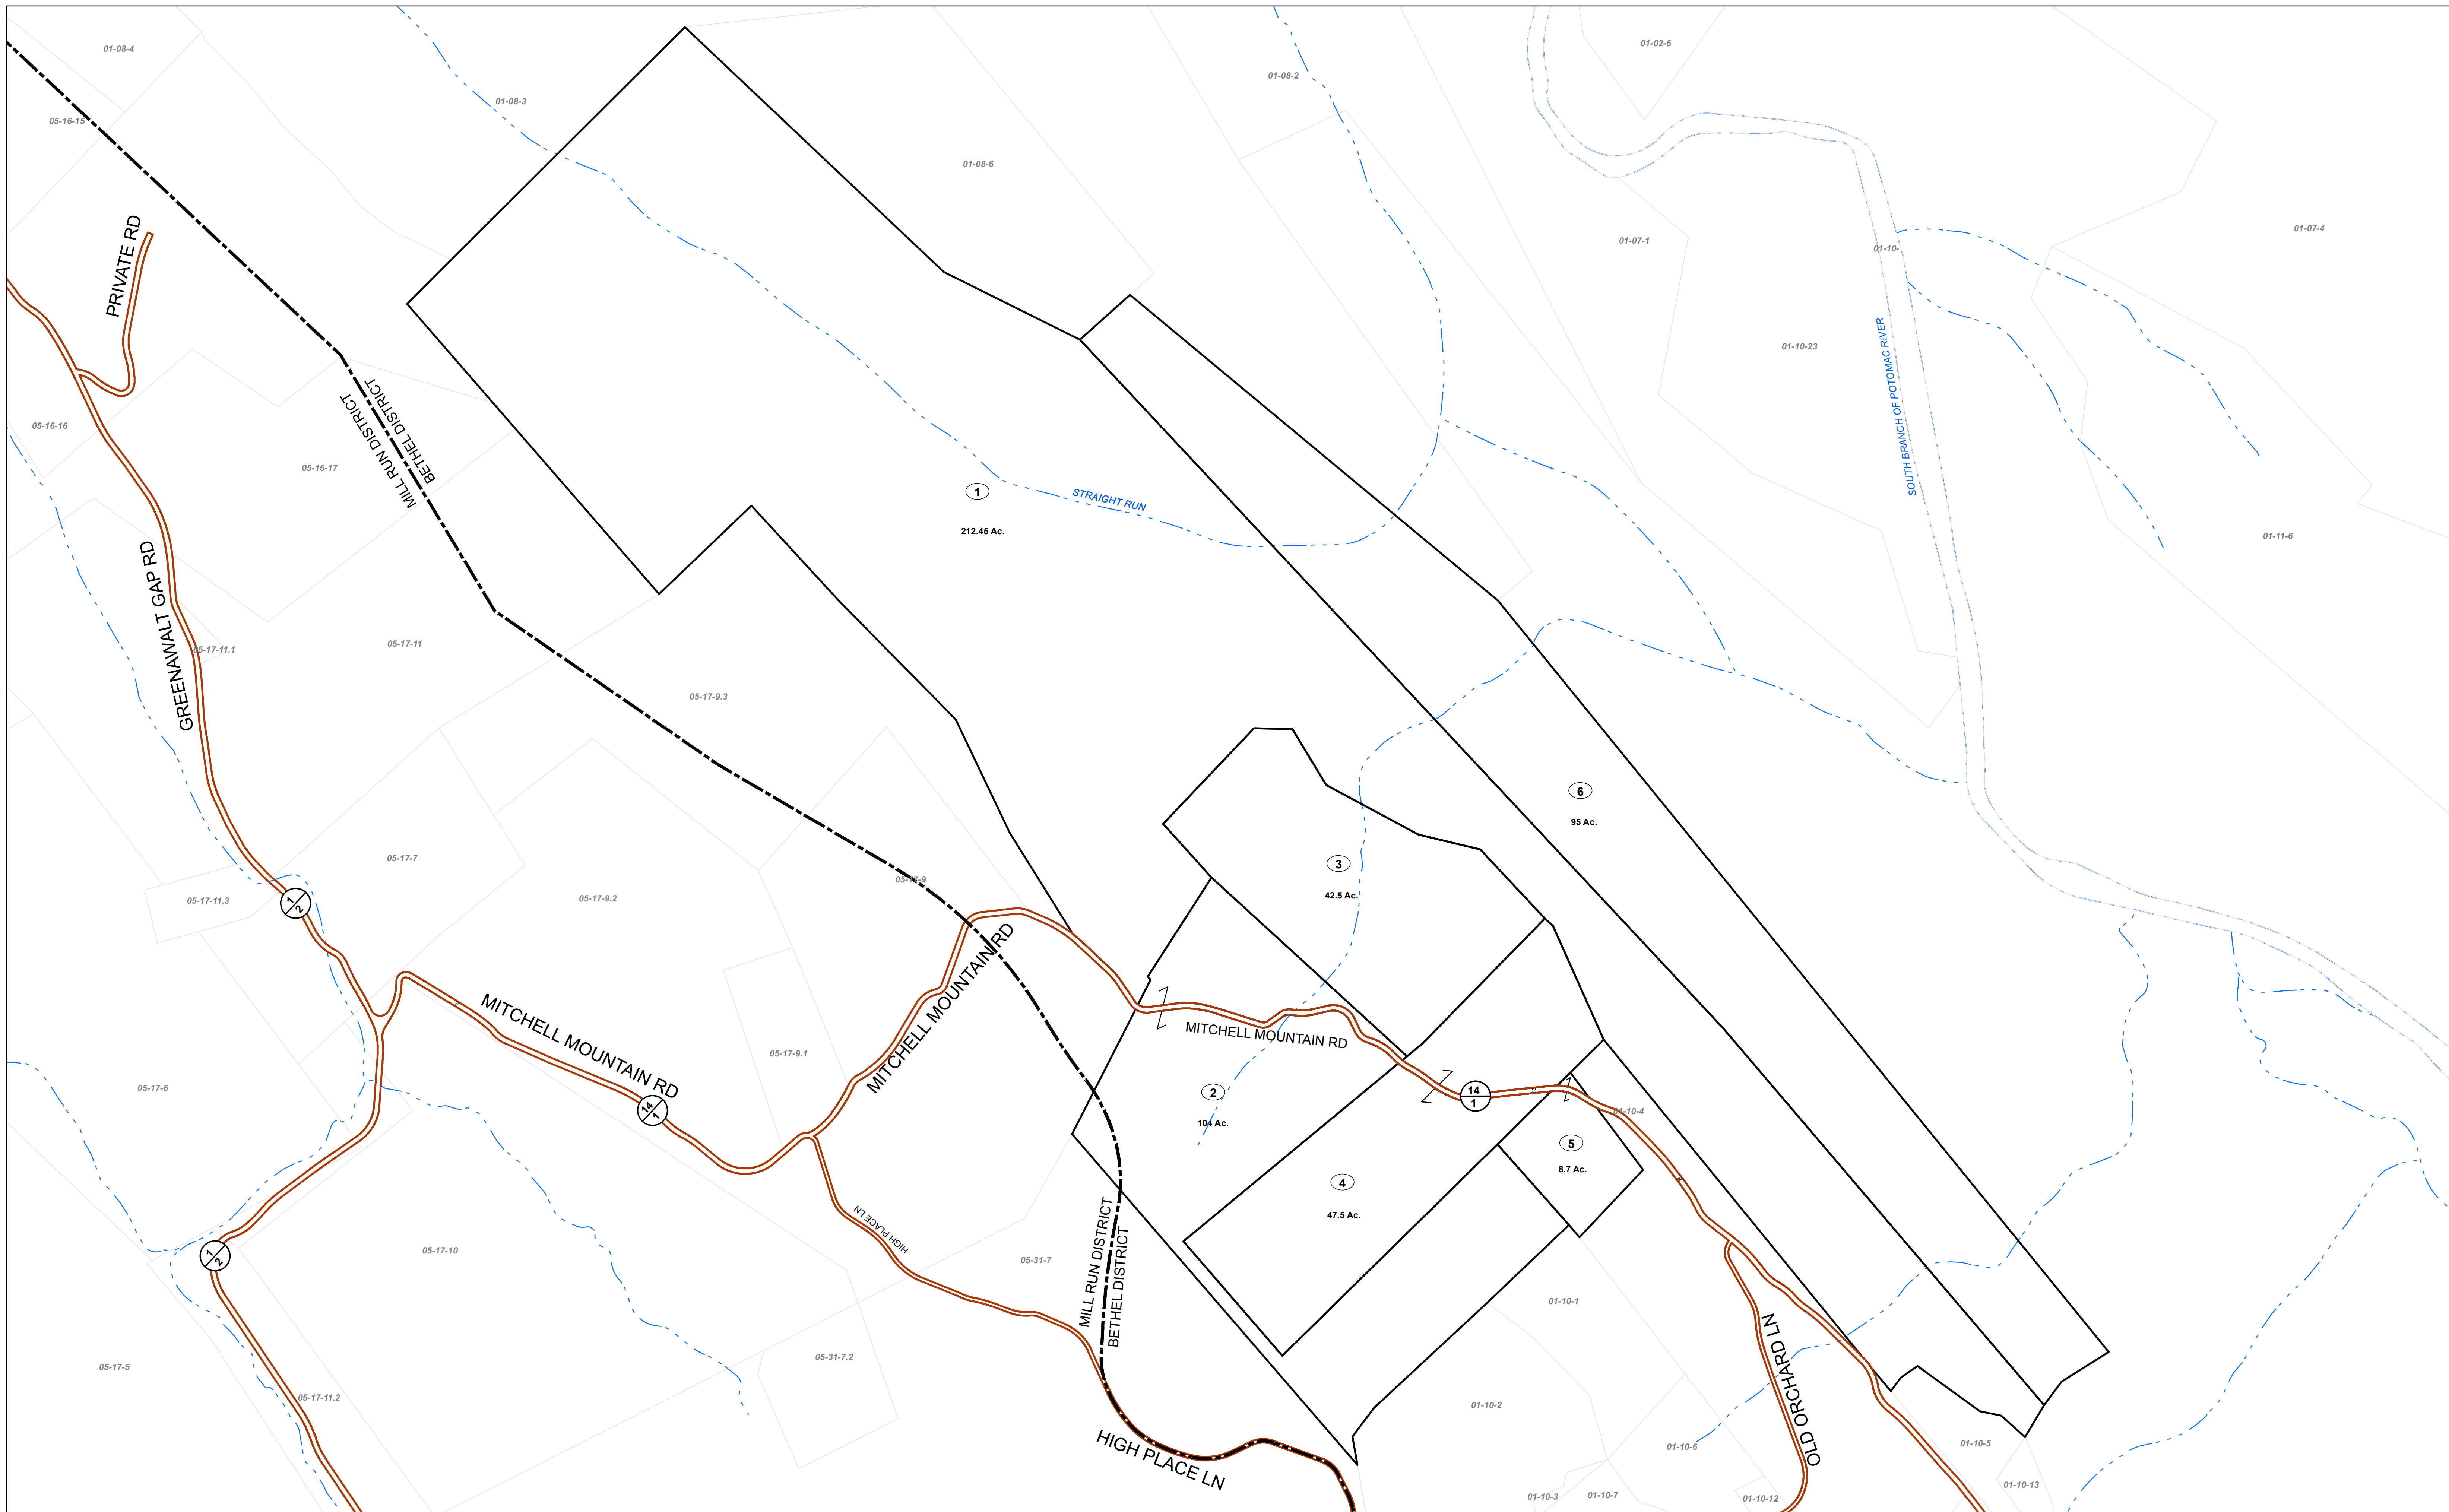 01-08-4
01-02-6
01-08-2
01-08-3
05-16-15
01-08-6
PRIVATE RD
01-07-4
01-07-1
01-10-
01-10-23
SOUTH BRANCH OF POTOMAC RIVER
MILL RUN DISTRICT
BETHEL DISTRICT
05-16-16
05-16-17
1
212.45 Ac.
STRAIGHT RUN
01-11-6
GREENAWALT GAP RD
05-17-11.1
05-17-11
05-17-9.3
6
95 Ac.
05-17-7
3
42.5 Ac.
05-17-9
05-17-9.2
05-17-11.3
1
2
MITCHELL MOUNTAIN RD
MITCHELL MOUNTAIN RD
MITCHELL MOUNTAIN RD
05-17-9.1
05-17-6
14
1
2
104 Ac.
14
1
01-10-4
5
8.7 Ac.
4
47.5 Ac.
HIGH PLACE LN
MILL RUN DISTRICT
BETHEL DISTRICT
1
2
05-17-10
05-31-7
01-10-1
05-31-7.2
05-17-5
05-17-11.2
OLD ORCHARD LN
01-10-2
HIGH PLACE LN
01-10-6
01-10-5
01-10-13
01-10-3
01-10-7
01-10-12